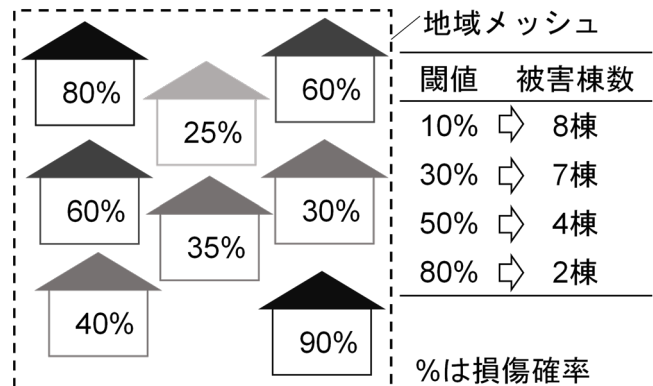 地域メッシュ
80%
25%
60%
60%
35%
30%
40%
90%
閾値 被害棟数
10% ⇨ 8棟
30% ⇨ 7棟
50% ⇨ 4棟
80% ⇨ 2棟
%は損傷確率